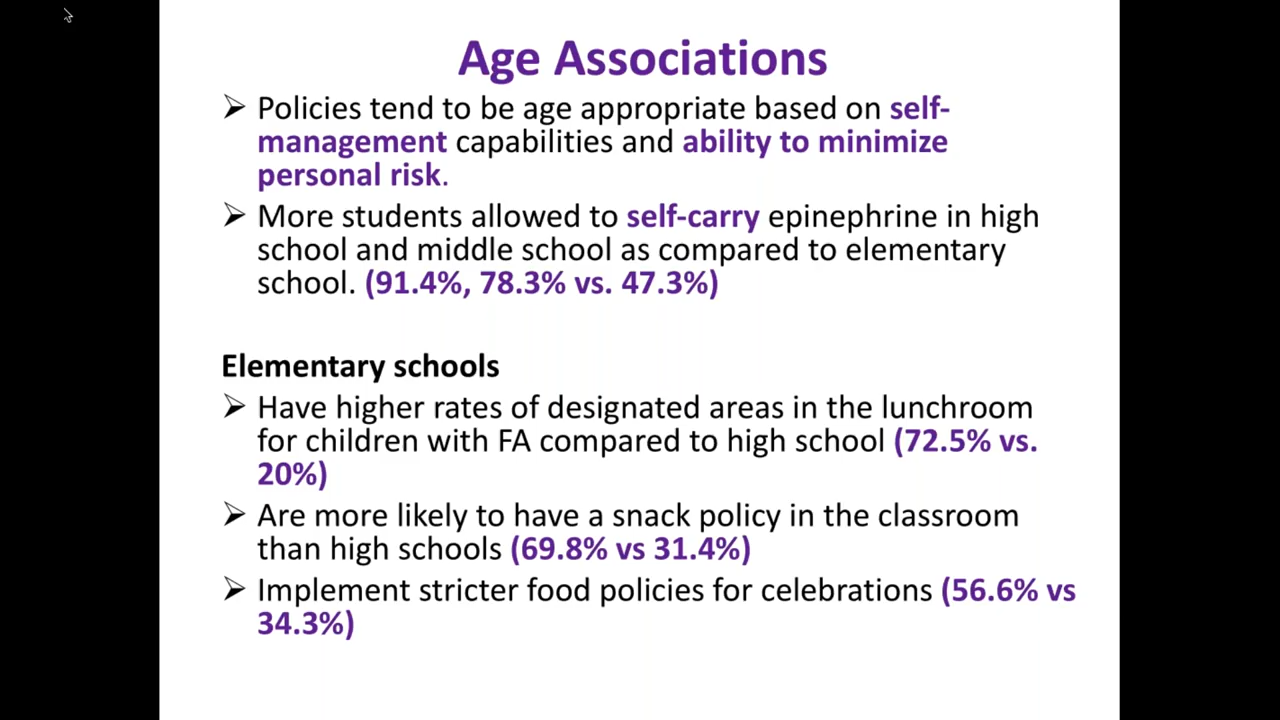 Age Associations
➢ Policies tend to be age appropriate based on self-
management capabilities and ability to minimize
personal risk.
➢ More students allowed to self-carry epinephrine in high
school and middle school as compared to elementary
school. (91.4%, 78.3% vs. 47.3%)
Elementary schools
➢ Have higher rates of designated areas in the lunchroom
for children with FA compared to high school (72.5% vs.
20%)
➢ Are more likely to have a snack policy in the classroom
than high schools (69.8% vs 31.4%)
➢ Implement stricter food policies for celebrations (56.6% vs
34.3%)